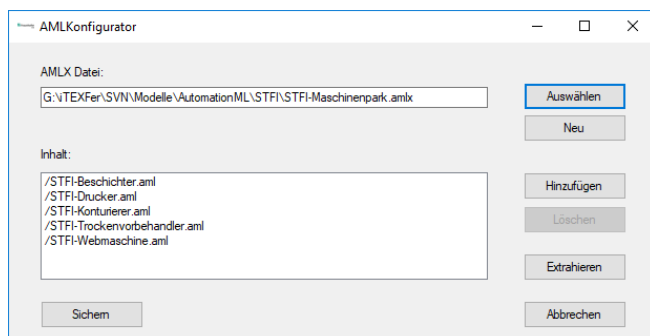 AMLKonfigurator
AMLX Datei:
G:\iTEXFer\SVN\Modelle\AutomationML\STFI\STFI-Maschinenpark.amlx
Auswählen
Neu
Inhalt:
/STFI-Beschichter.aml
/STFI-Drucker.aml
/STFI-Konturierer.aml
/STFI-Trockenvorbehandler.aml
/STFI-Webmaschine.aml
Hinzufügen
Löschen
Extrahieren
Sichern
Abbrechen